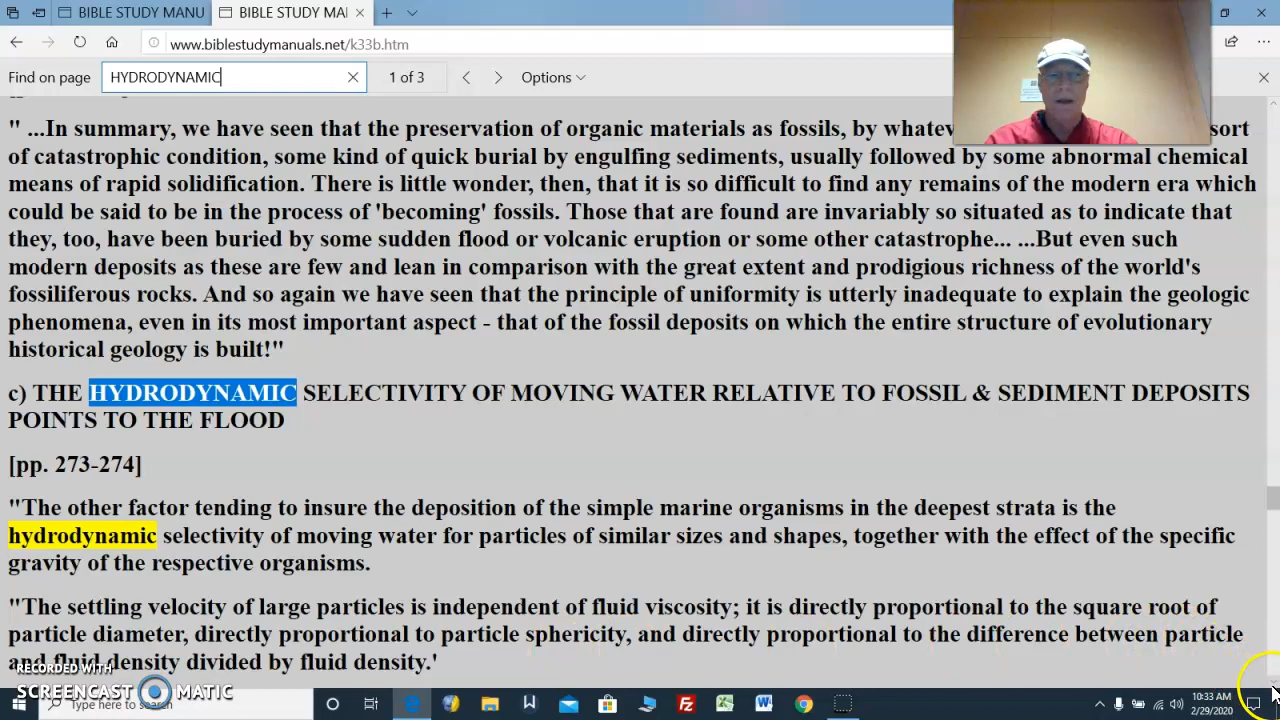 BIBLE STUDY MANU
BIBLE STUDY MAI
www.biblestudymanuals.net/k33b.htm
Find on page
HYDRODYNAMIC
1 of 3
Options
" ...In summary, we have seen that the preservation of organic materials as fossils, by whatev sort
of catastrophic condition, some kind of quick burial by engulfing sediments, usually followed by some abnormal chemical
means of rapid solidification. There is little wonder, then, that it is so difficult to find any remains of the modern era which
could be said to be in the process of 'becoming' fossils. Those that are found are invariably so situated as to indicate that
they, too, have been buried by some sudden flood or volcanic eruption or some other catastrophe... ...But even such
modern deposits as these are few and lean in comparison with the great extent and prodigious richness of the world's
fossiliferous rocks. And so again we have seen that the principle of uniformity is utterly inadequate to explain the geologic
phenomena, even in its most important aspect - that of the fossil deposits on which the entire structure of evolutionary
historical geology is built!"
c) THE HYDRODYNAMIC SELECTIVITY OF MOVING WATER RELATIVE TO FOSSIL & SEDIMENT DEPOSITS
POINTS TO THE FLOOD
[pp. 273-274]
"The other factor tending to insure the deposition of the simple marine organisms in the deepest strata is the
hydrodynamic selectivity of moving water for particles of similar sizes and shapes, together with the effect of the specific
gravity of the respective organisms.
"The settling velocity of large particles is independent of fluid viscosity; it is directly proportional to the square root of
particle diameter, directly proportional to particle sphericity, and directly proportional to the difference between particle
and fluid density divided by fluid density.'
RECORDED WITH
SCREENCAST MATIC
Type here to search
10:33 AM
2/29/2020